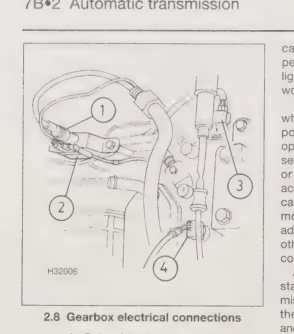 7B•2 Automatic transmission
1
2
3
4
H32006
2.8 Gearbox electrical connections
ca
pe
lig
wo
wh
po
op
se
or
ac
ca
mo
ad
oth
co
sta
mis
the
and